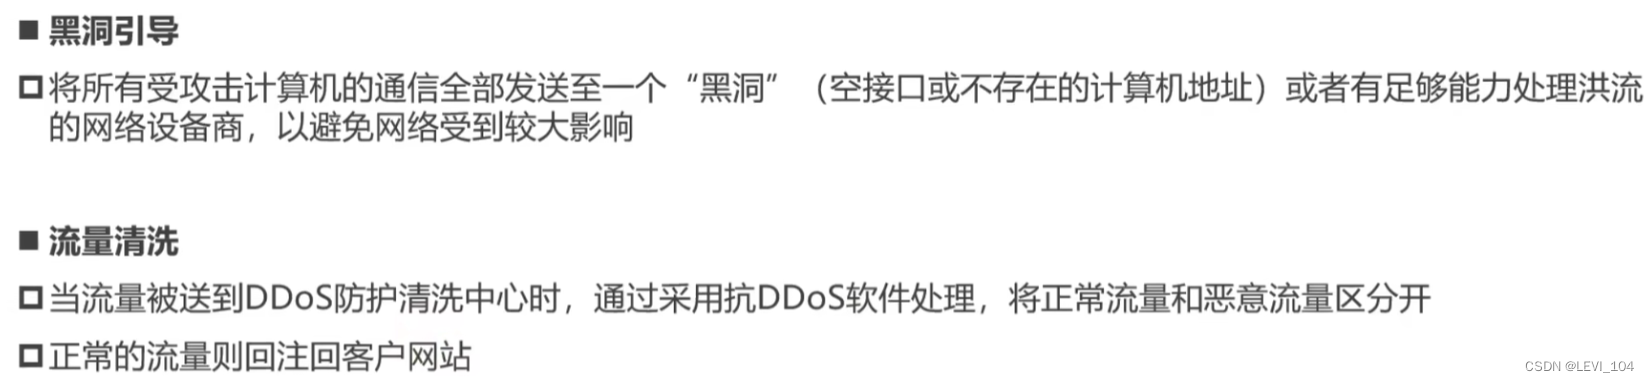 ■ 黑洞引导
□ 将所有受攻击计算机的通信全部发送至一个“黑洞”（空接口或不存在的计算机地址）或者有足够能力处理洪流
的网络设备商，以避免网络受到较大影响
■ 流量清洗
□ 当流量被送到DDoS防护清洗中心时，通过采用抗DDoS软件处理，将正常流量和恶意流量区分开
□ 正常的流量则回注回客户网站
CSDN @LEVI_104